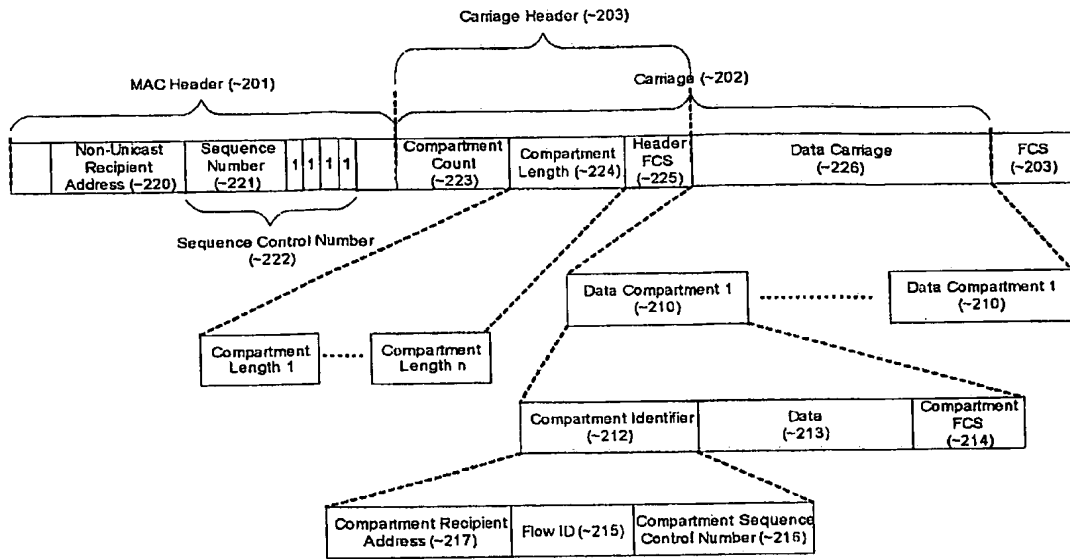 Carriage Header (~203)
MAC Header (~201)
Carriage (~202)
Non-Unicast
Recipient
Address (~220)
Sequence
Number
(~221)
1 1 1 1
Compartment
Count
(~223)
Compartment
Length (~224)
Header
FCS
(~225)
Data Carriage
(~226)
FCS
(~203)
Sequence Control Number
(~222)
Data Compartment 1
(~210)
Data Compartment 1
(~210)
Compartment
Length 1
Compartment
Length n
Compartment Identifier
(~212)
Data
(~213)
Compartment
FCS
(~214)
Compartment Recipient
Address (~217)
Flow ID (~215)
Compartment Sequence
Control Number (~216)